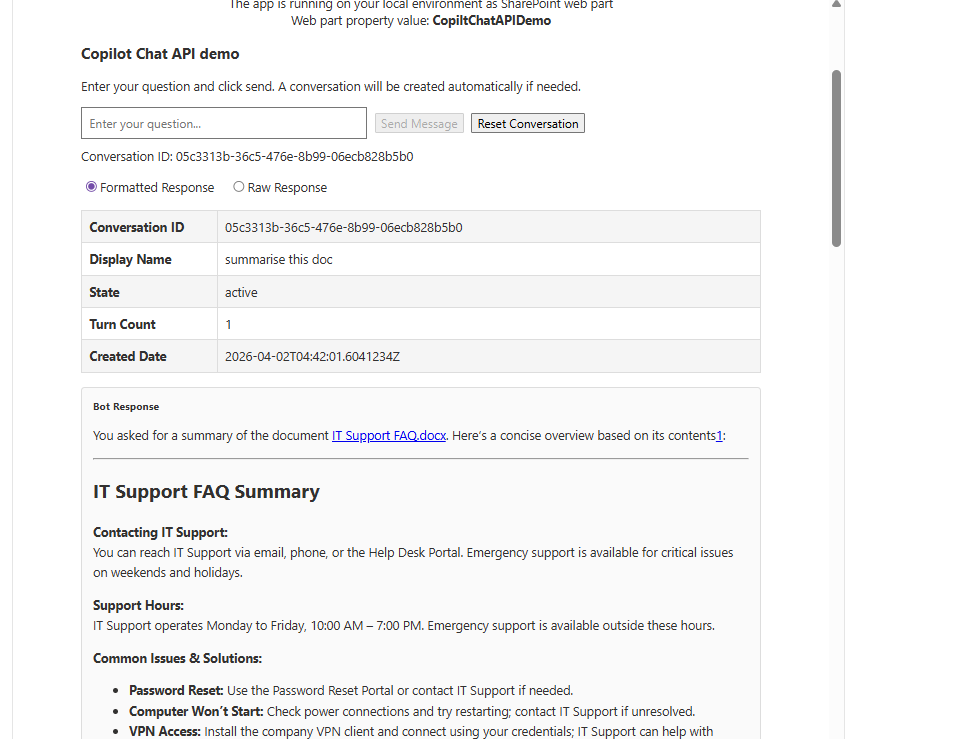 The app is running on your local environment as SharePoint web part
Web part property value: CopiltChatAPIDemo
Copilot Chat API demo
Enter your question and click send. A conversation will be created automatically if needed.
Enter your question...
Send Message
Reset Conversation
Conversation ID: 05c3313b-36c5-476e-8b99-06ecb828b5b0
Formatted Response
Raw Response
Conversation ID 05c3313b-36c5-476e-8b99-06ecb828b5b0
Display Name summarise this doc
State active
Turn Count 1
Created Date 2026-04-02T04:42:01.6041234Z
Bot Response
You asked for a summary of the document IT Support FAQ.docx. Here’s a concise overview based on its contents1:
IT Support FAQ Summary
Contacting IT Support:
You can reach IT Support via email, phone, or the Help Desk Portal. Emergency support is available for critical issues
on weekends and holidays.
Support Hours:
IT Support operates Monday to Friday, 10:00 AM – 7:00 PM. Emergency support is available outside these hours.
Common Issues & Solutions:
• Password Reset: Use the Password Reset Portal or contact IT Support if needed.
• Computer Won’t Start: Check power connections and try restarting; contact IT Support if unresolved.
• VPN Access: Install the company VPN client and connect using your credentials; IT Support can help with